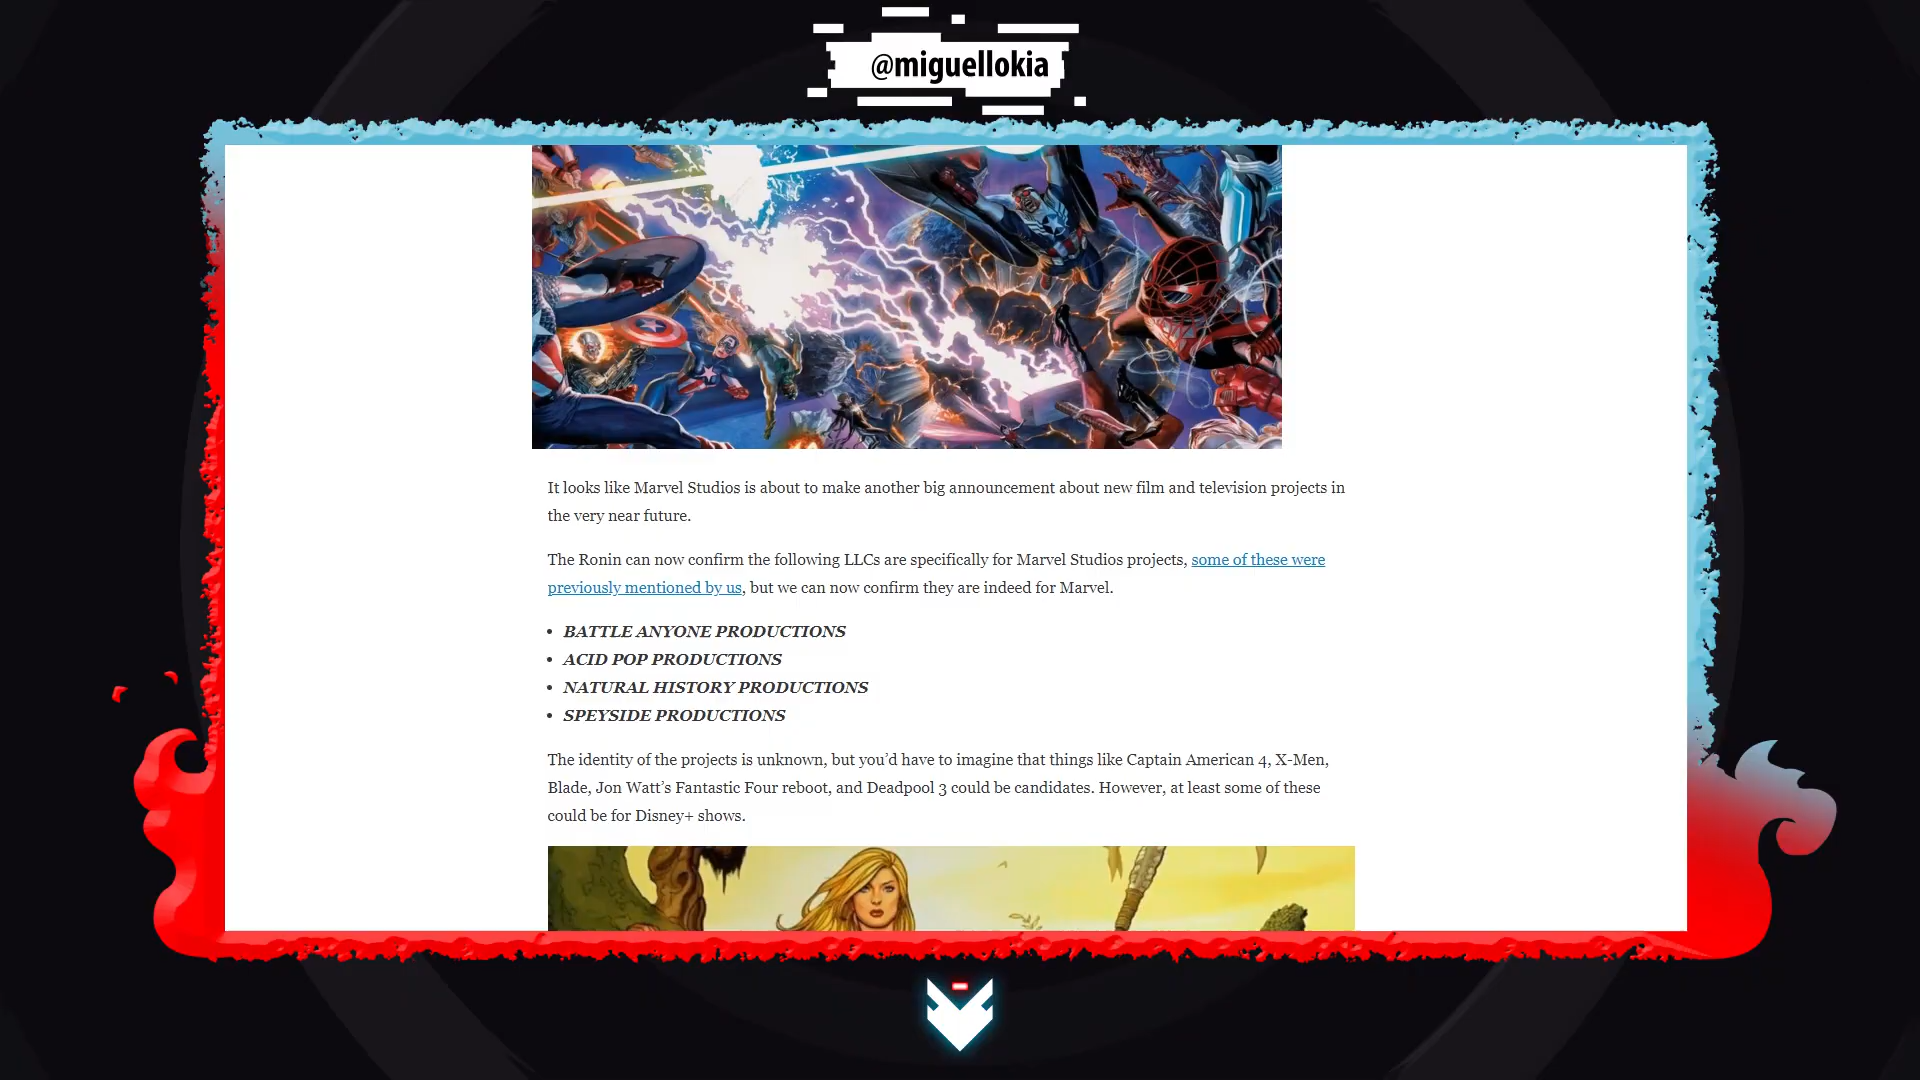 @miguellokia
It looks like Marvel Studios is about to make another big announcement about new film and television projects in
the very near future.
The Ronin can now confirm the following LLCs are specifically for Marvel Studios projects, some of these were
previously mentioned by us, but we can now confirm they are indeed for Marvel.
• BATTLE ANYONE PRODUCTIONS
• ACID POP PRODUCTIONS
• NATURAL HISTORY PRODUCTIONS
• SPEYSIDE PRODUCTIONS
The identity of the projects is unknown, but you’d have to imagine that things like Captain American 4, X-Men,
Blade, Jon Watt’s Fantastic Four reboot, and Deadpool 3 could be candidates. However, at least some of these
could be for Disney+ shows.